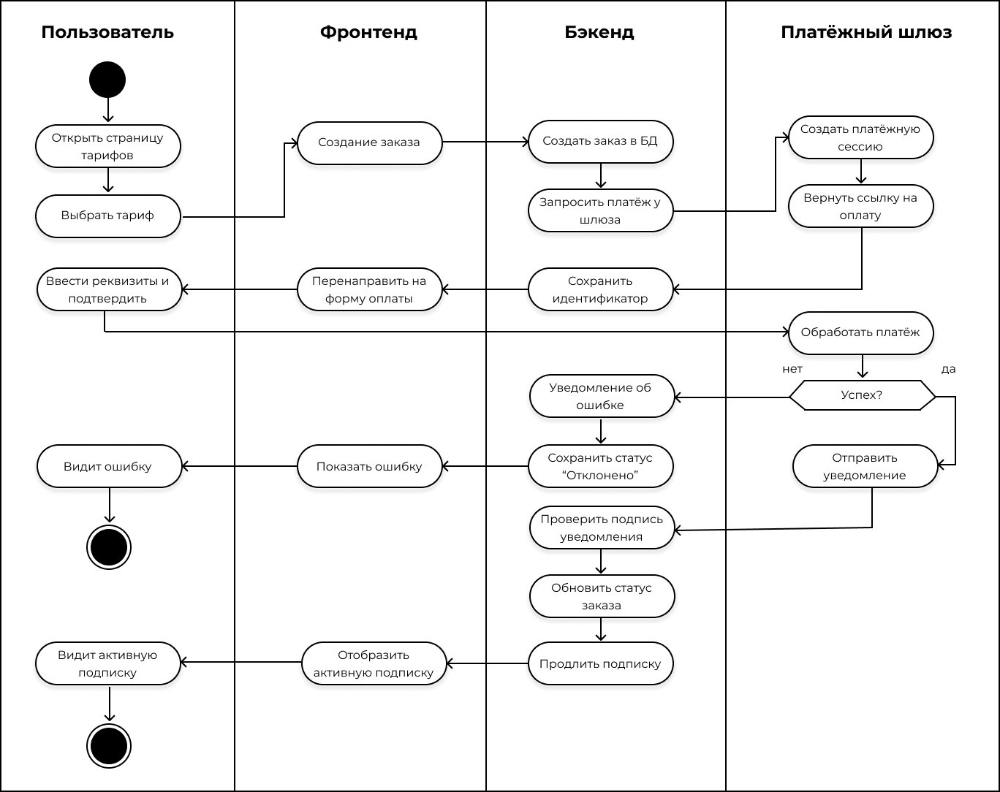 Пользователь
Фронтенд
Бэкенд
Платёжный шлюз
Открыть страницу
тарифов
Выбрать тариф
Создание заказа
Создать заказ в БД
Запросить платёж у
шлюза
Создать платёжную
сессию
Вернуть ссылку на
оплату
Ввести реквизиты и
подтвердить
Перенаправить на
форму оплаты
Сохранить
идентификатор
Обработать платёж
нет
да
Успех?
Уведомление об
ошибке
Видит ошибку
Показать ошибку
Сохранить статус
“Отклонено”
Отправить
уведомление
Проверить подпись
уведомления
Обновить статус
заказа
Видит активную
подписку
Отобразить
активную подписку
Продлить подписку